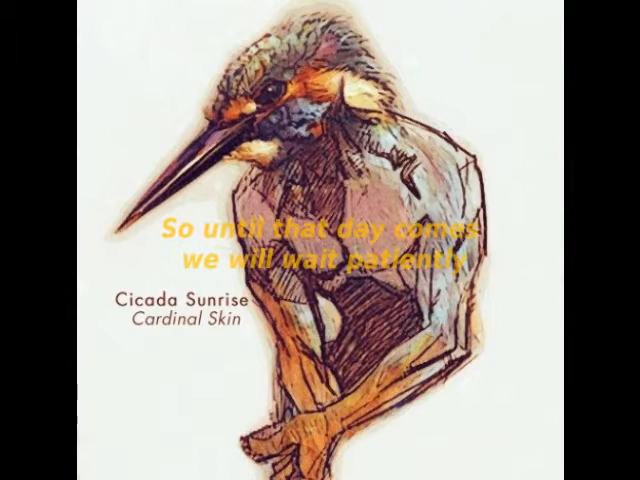 So until that day comes
we will wait patiently
Cicada Sunrise
Cardinal Skin